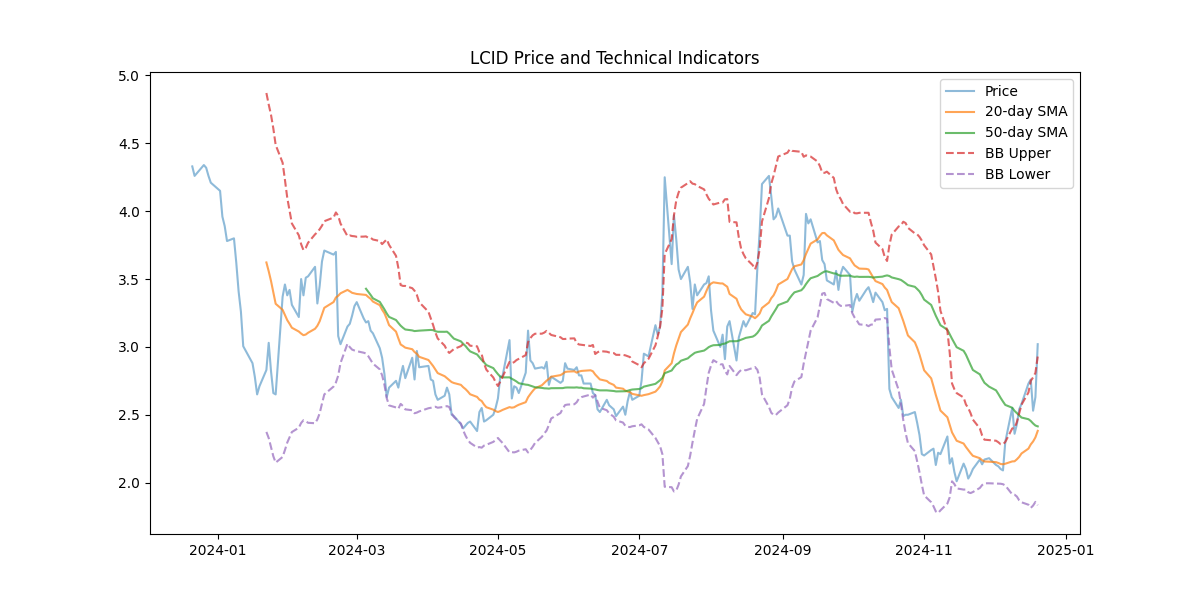 LCID Price and Technical Indicators
5.0
4.5
4.0
3.5
3.0
2.5
2.0
Price
20-day SMA
50-day SMA
BB Upper
BB Lower
2024-01
2024-03
2024-05
2024-07
2024-09
2024-11
2025-01